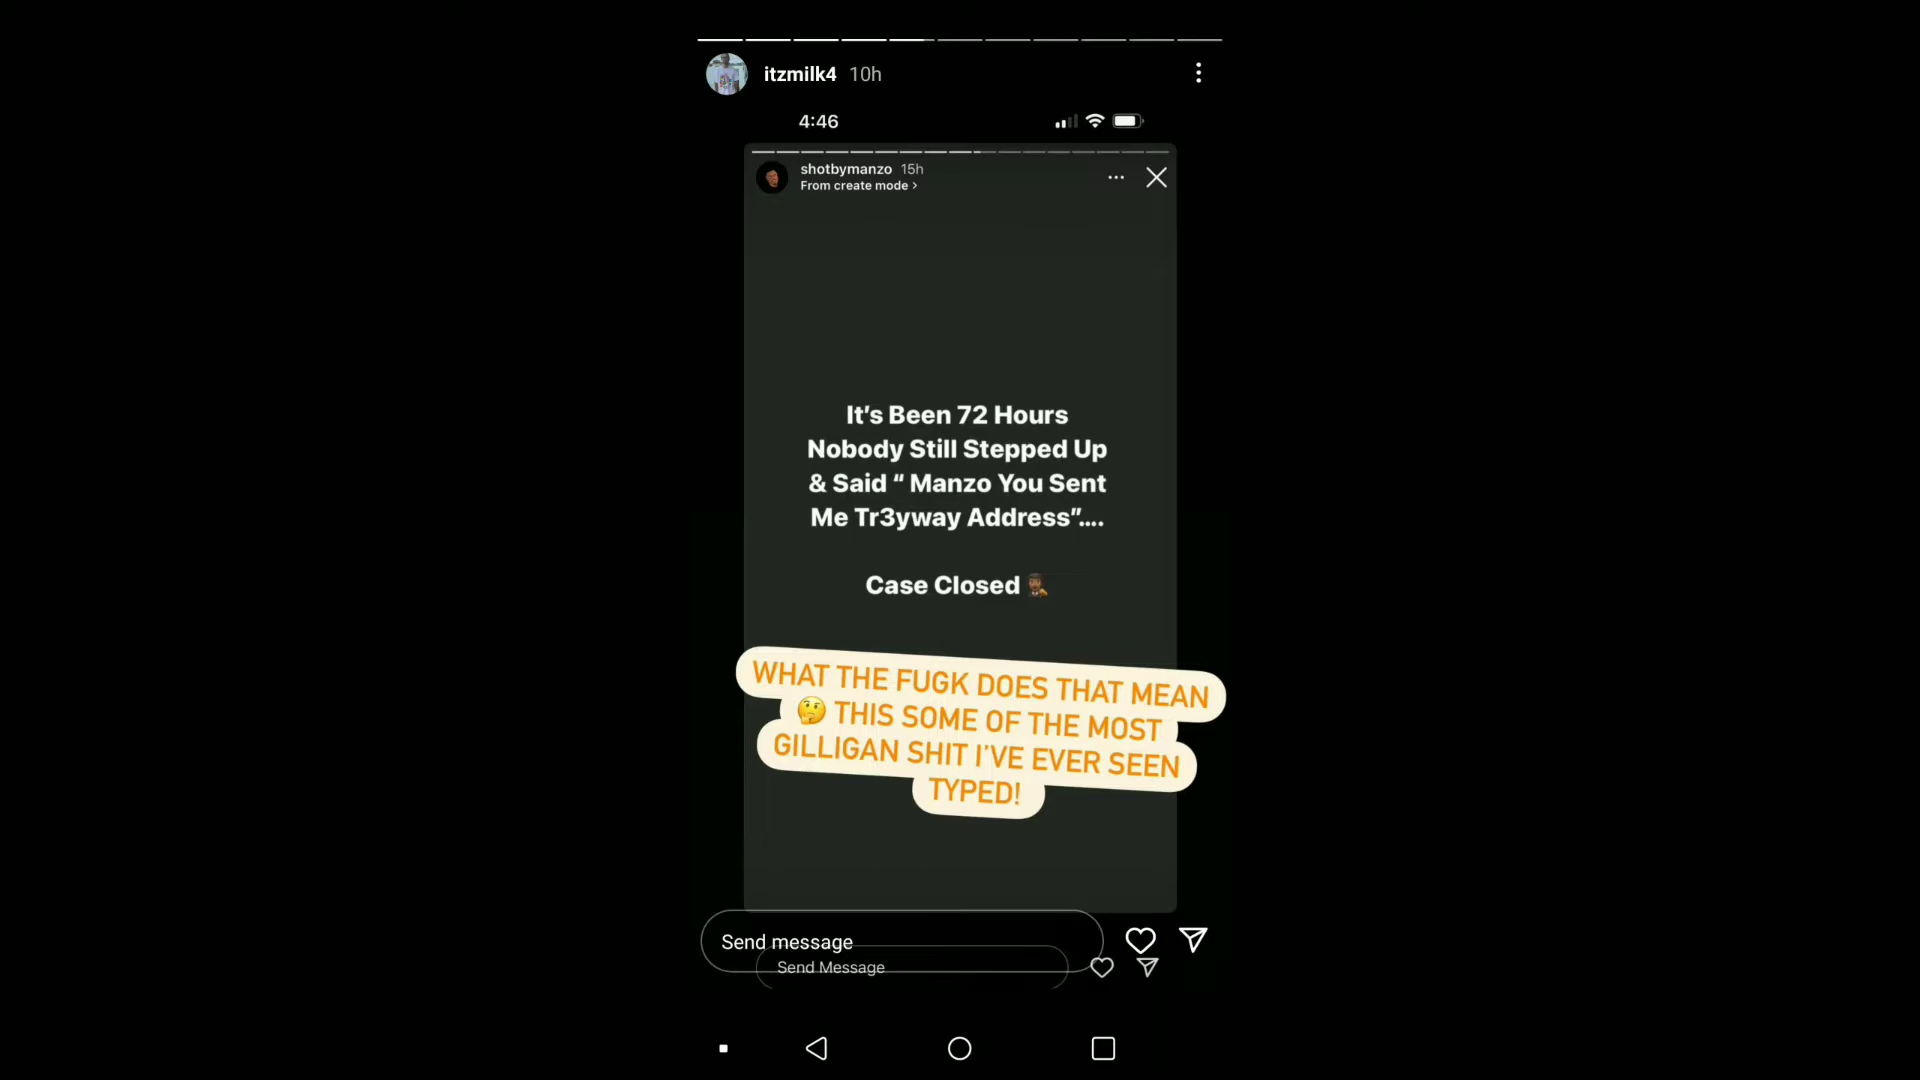 itzmilk4 10h
4:46
shotbymanzo 15h
From create mode >
It's Been 72 Hours
Nobody Still Stepped Up
& Said “ Manzo You Sent
Me Tr3yway Address”....
Case Closed 👨🏾‍⚖️
WHAT THE FUGK DOES THAT MEAN
🤔 THIS SOME OF THE MOST
GILLIGAN SHIT I'VE EVER SEEN
TYPED!
Send message
Send Message